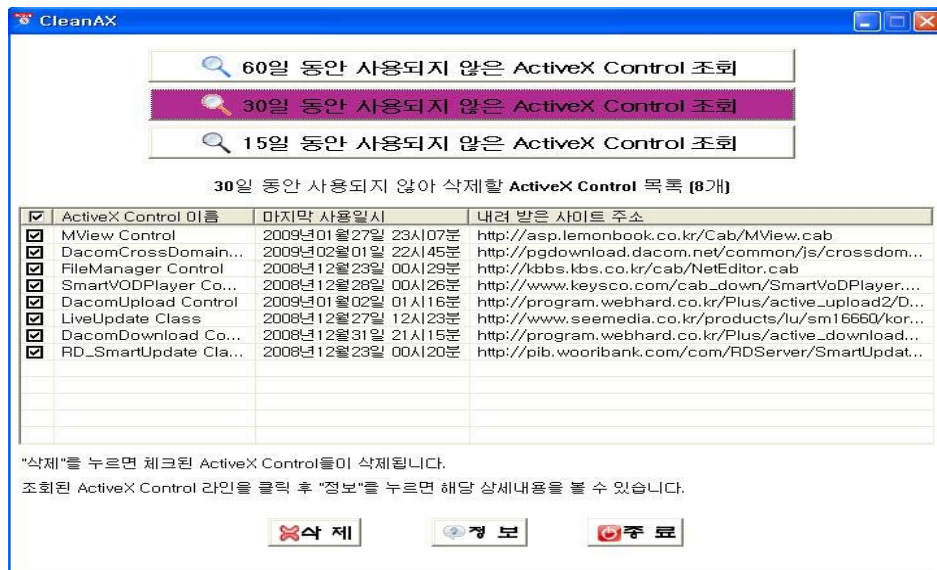 CleanAX
60일 동안 사용되지 않은 ActiveX Control 조회
30일 동안 사용되지 않은 ActiveX Control 조회
15일 동안 사용되지 않은 ActiveX Control 조회
30일 동안 사용되지 않아 삭제할 ActiveX Control 목록 (8개)
ActiveX Control 이름 마지막 사용일시 내려 받은 사이트 주소
MView Control 2009년01월27일 23시07분 http://asp.lemonbook.co.kr/Cab/MView.cab
DacomCrossDomain... 2009년02월01일 22시45분 http://pgdownload.dacom.net/common/js/crossdom...
FileManager Control 2008년12월23일 00시29분 http://kbbs.kbs.co.kr/cab/NetEditor.cab
SmartVODPlayer Co... 2008년12월28일 00시26분 http://www.keysco.com/cab_down/SmartVoDPlayer....
DacomUpload Control 2009년01월02일 01시16분 http://program.webhard.co.kr/Plus/active_upload2/D...
LiveUpdate Class 2008년12월27일 12시23분 http://www.seemedia.co.kr/products/lu/sm16660/kor...
DacomDownload Co... 2008년12월31일 21시15분 http://program.webhard.co.kr/Plus/active_download...
RD_SmartUpdate Cla... 2008년12월23일 00시20분 http://pib.wooribank.com/com/RDServer/SmartUpdat...
"삭제"를 누르면 체크된 ActiveX Control들이 삭제됩니다.
조회된 ActiveX Control 라인을 클릭 후 "정보"를 누르면 해당 상세내용을 볼 수 있습니다.
삭 제 정 보 종 료